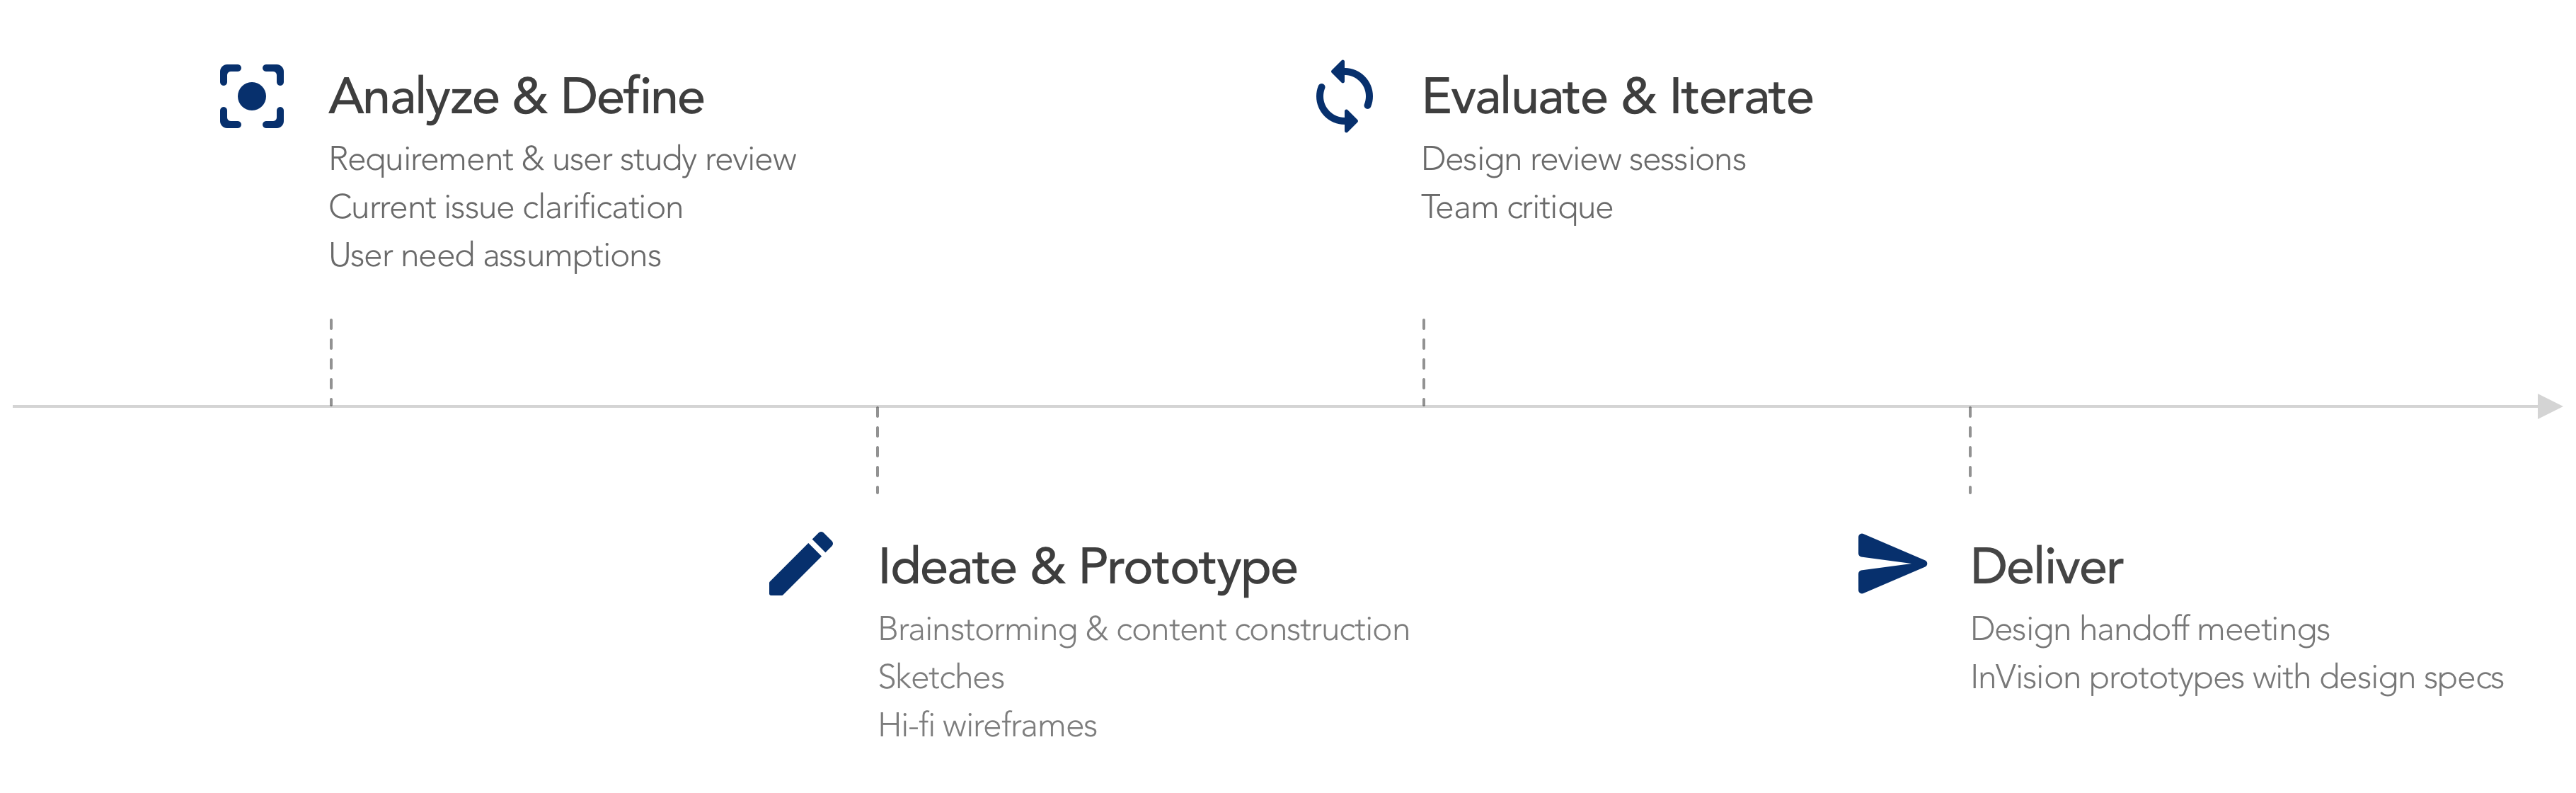 Analyze & Define
Requirement & user study review
Current issue clarification
User need assumptions
Ideate & Prototype
Brainstorming & content construction
Sketches
Hi-fi wireframes
Evaluate & Iterate
Design review sessions
Team critique
Deliver
Design handoff meetings
InVision prototypes with design specs